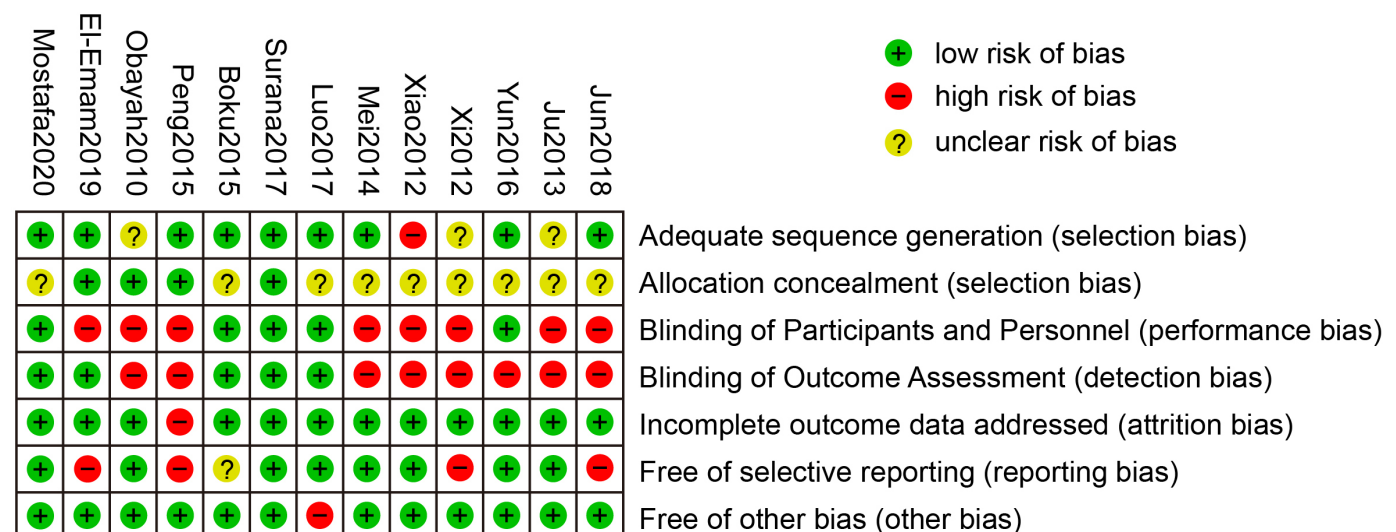 Mostafa2020
El-Emam2019
Obayah2010
Peng2015
Boku2015
Surana2017
Luo2017
Mei2014
Xiao2012
Xi2012
Yun2016
Ju2013
Jun2018
+ low risk of bias
− high risk of bias
? unclear risk of bias
+ + ? + + + + + − ? + ? + Adequate sequence generation (selection bias)
? + + + ? + ? ? ? ? ? ? ? Allocation concealment (selection bias)
+ − − − + + + − − − + − − Blinding of Participants and Personnel (performance bias)
+ + − − + + + − − − − − − Blinding of Outcome Assessment (detection bias)
+ + + − + + + + + + + + + Incomplete outcome data addressed (attrition bias)
+ − + − ? + + + + − + + − Free of selective reporting (reporting bias)
+ + + + + + − + + + + + + Free of other bias (other bias)